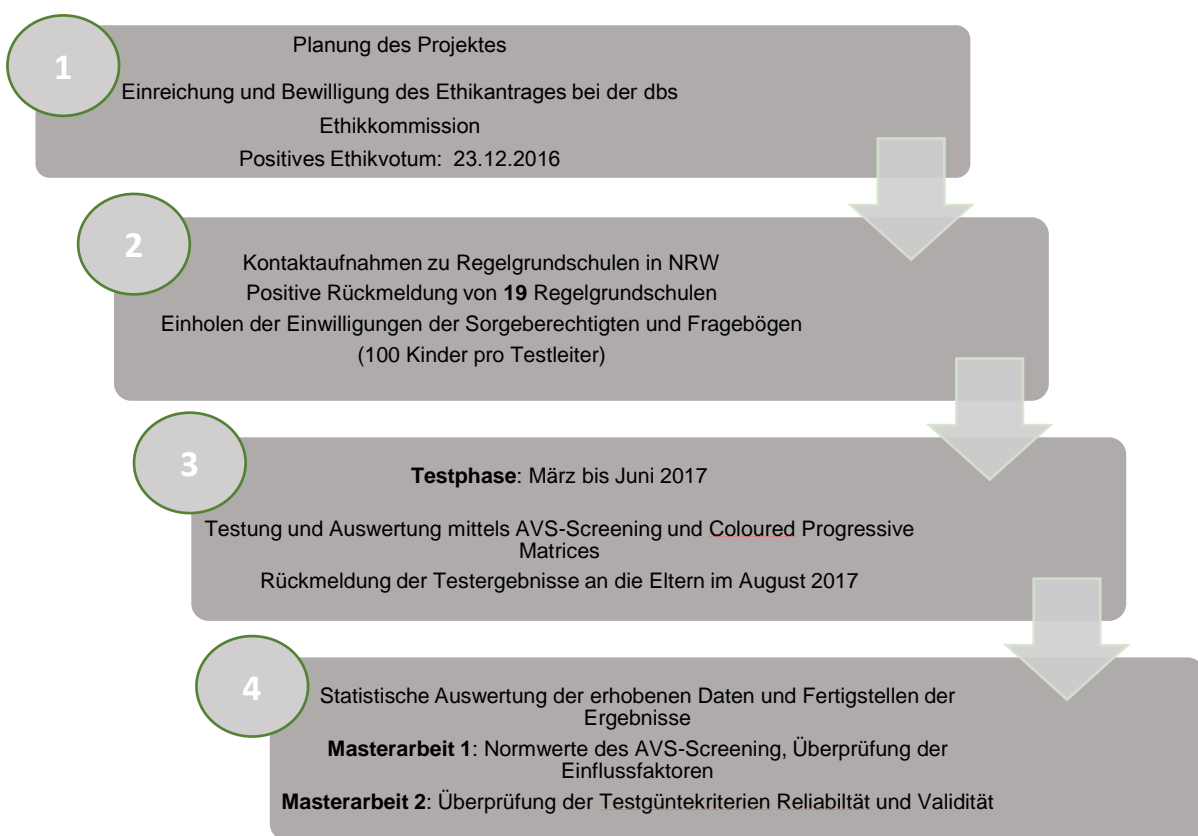 1
Planung des Projektes
Einreichung und Bewilligung des Ethikantrages bei der dbs
Ethikkommission
Positives Ethikvotum: 23.12.2016
2
Kontaktaufnahmen zu Regelgrundschulen in NRW
Positive Rückmeldung von 19 Regelgrundschulen
Einholen der Einwilligungen der Sorgeberechtigten und Fragebögen
(100 Kinder pro Testleiter)
3
Testphase: März bis Juni 2017
Testung und Auswertung mittels AVS-Screening und Coloured Progressive
Matrices
Rückmeldung der Testergebnisse an die Eltern im August 2017
4
Statistische Auswertung der erhobenen Daten und Fertigstellen der
Ergebnisse
Masterarbeit 1: Normwerte des AVS-Screening, Überprüfung der
Einflussfaktoren
Masterarbeit 2: Überprüfung der Testgüntekriterien Reliabiltät und Validität